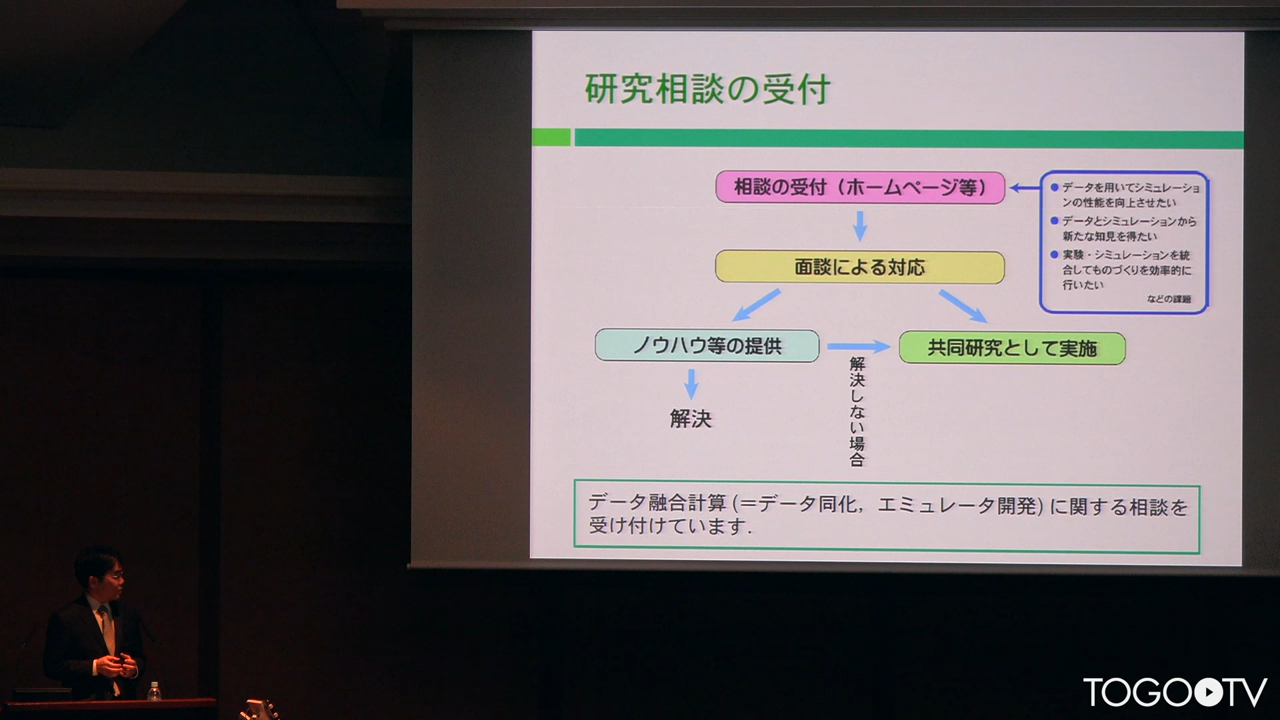 研究相談の受付
相談の受付（ホームページ等）
● データを用いてシミュレーショ
ンの性能を向上させたい
● データとシミュレーションから
新たな知見を得たい
● 実験・シミュレーションを統
合してものづくりを効率的に
行いたい
などの課題
面談による対応
ノウハウ等の提供
共同研究として実施
解決しない場合
解決
データ融合計算 (＝データ同化，エミュレータ開発) に関する相談を
受け付けています.
TOGOTV